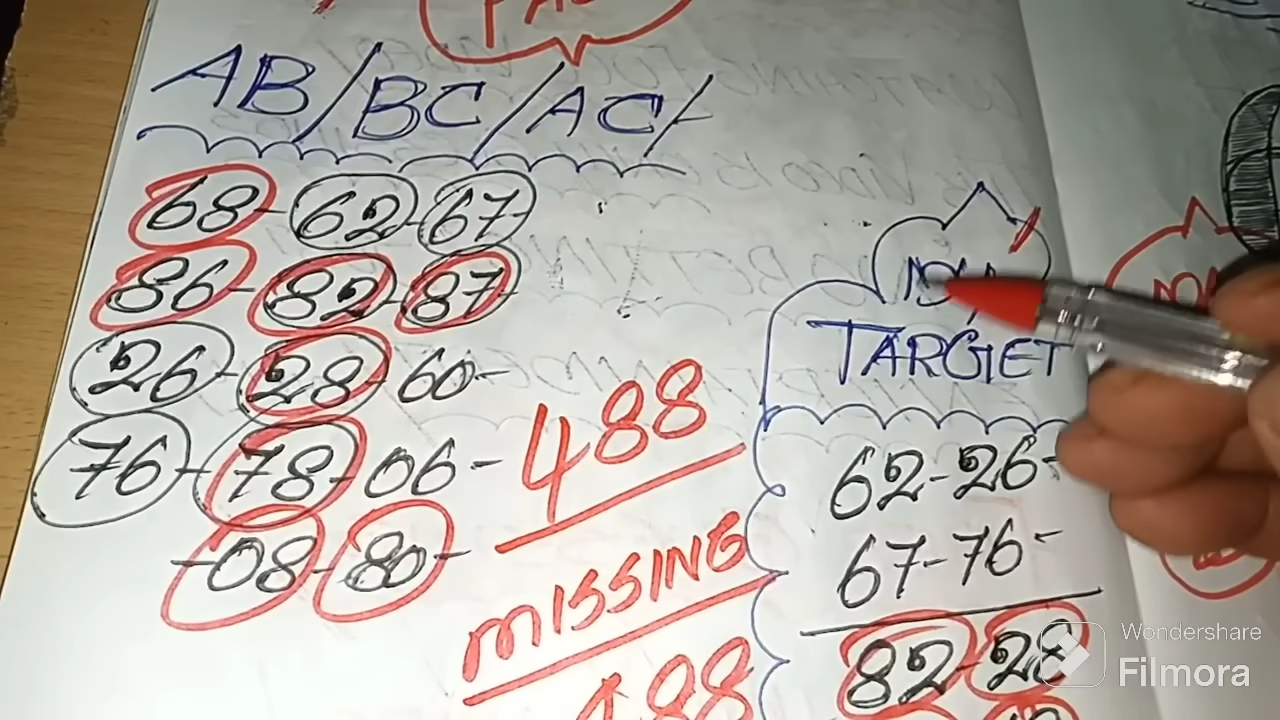 AB/BC/AC/
68-62-67-
86-82-87-
26-28-60-
76-78-06-
-08-80-
488
MISSING
488
TARGET
62-26-
67-76-
82-28
Wondershare
Filmora